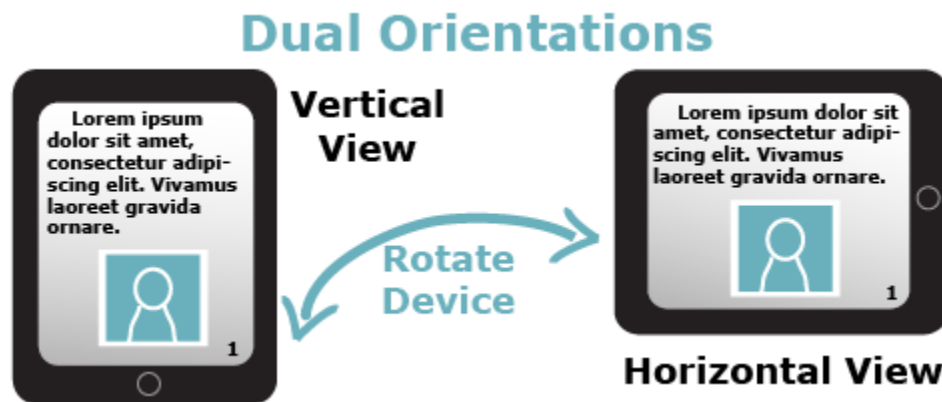 Dual Orientations
Vertical
View
Lorem ipsum
dolor sit amet,
consectetur adipi-
scing elit. Vivamus
laoreet gravida
ornare.
1
Rotate
Device
Lorem ipsum dolor sit
amet, consectetur adipi-
scing elit. Vivamus
laoreet gravida ornare.
1
Horizontal View